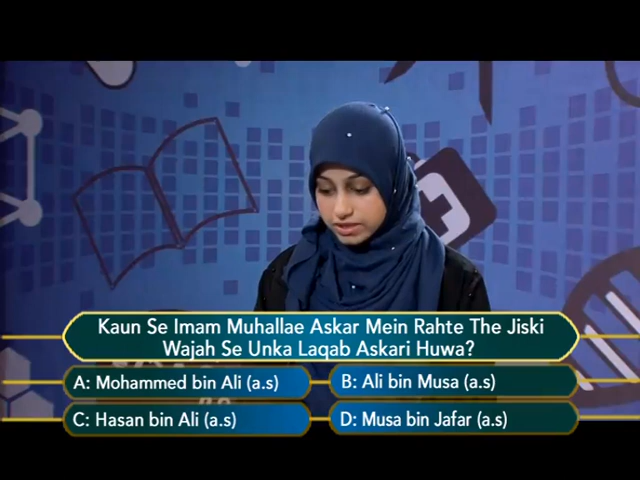 Kaun Se Imam Muhallae Askar Mein Rahte The Jiski
Wajah Se Unka Laqab Askari Huwa?
A: Mohammed bin Ali (a.s)
B: Ali bin Musa (a.s)
C: Hasan bin Ali (a.s)
D: Musa bin Jafar (a.s)